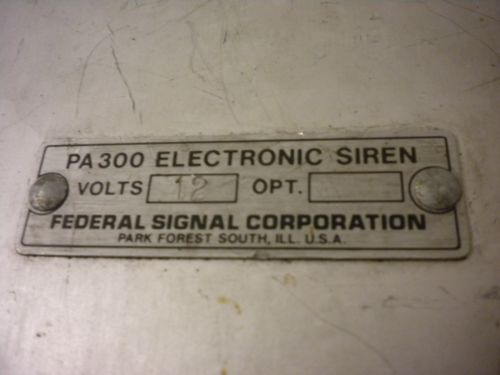 PA300 ELECTRONIC SIREN
VOLTS 12 OPT.
FEDERAL SIGNAL CORPORATION
PARK FOREST SOUTH, ILL. U.S.A.